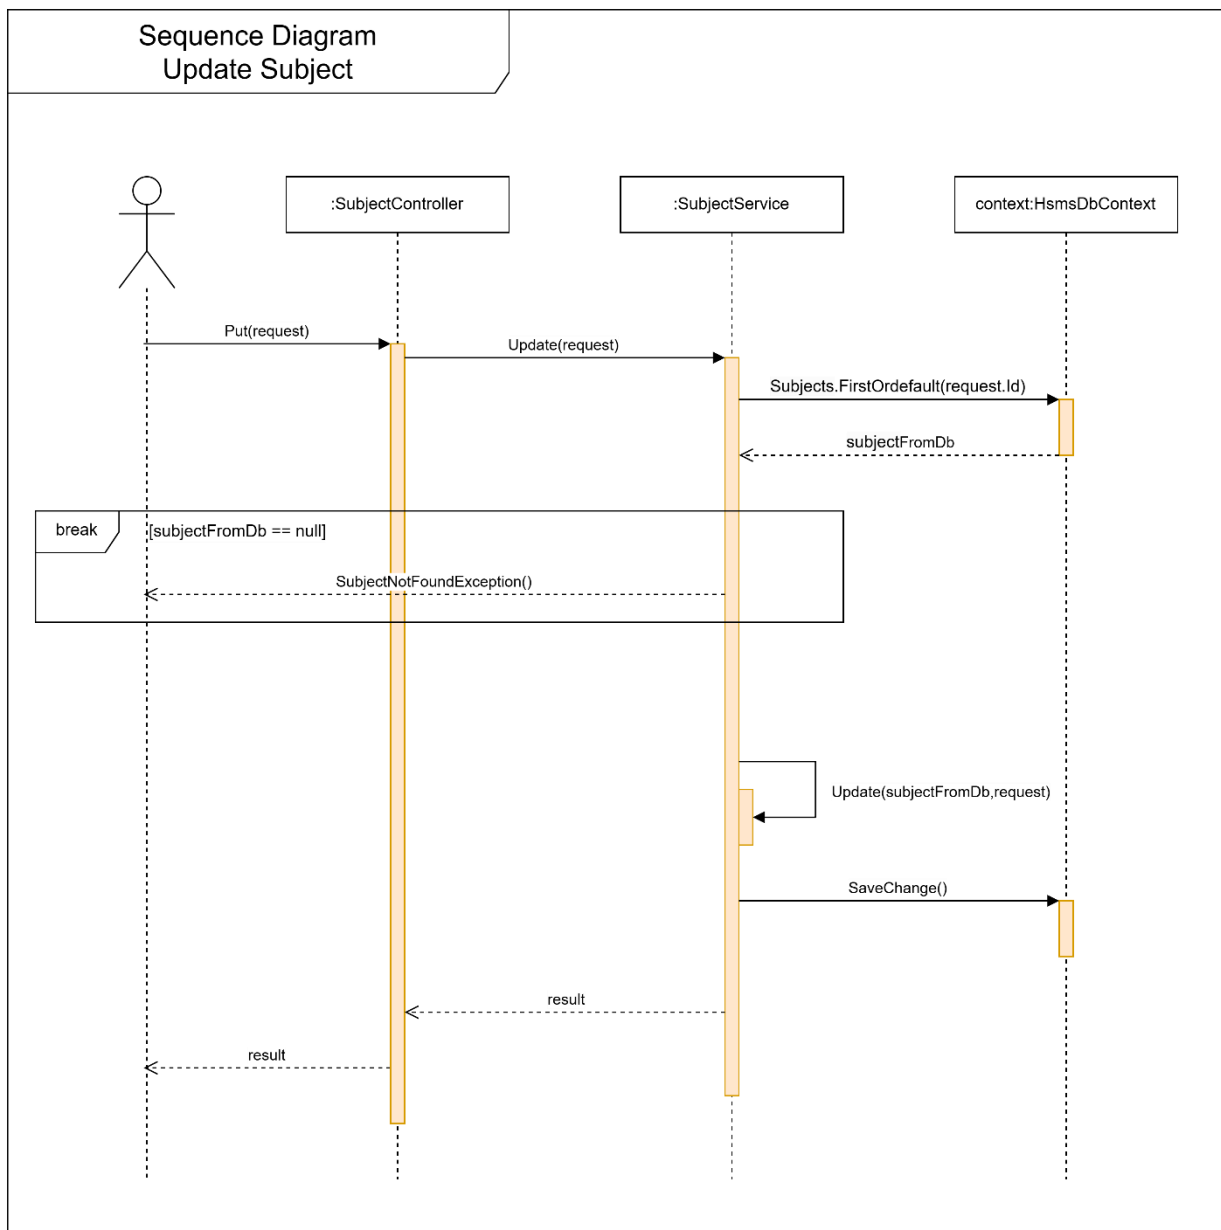 Sequence Diagram
Update Subject
:SubjectController
:SubjectService
context:HsmsDbContext
Put(request)
Update(request)
Subjects.FirstOrdefault(request.Id)
subjectFromDb
break
[subjectFromDb == null]
SubjectNotFoundException()
Update(subjectFromDb,request)
SaveChange()
result
result